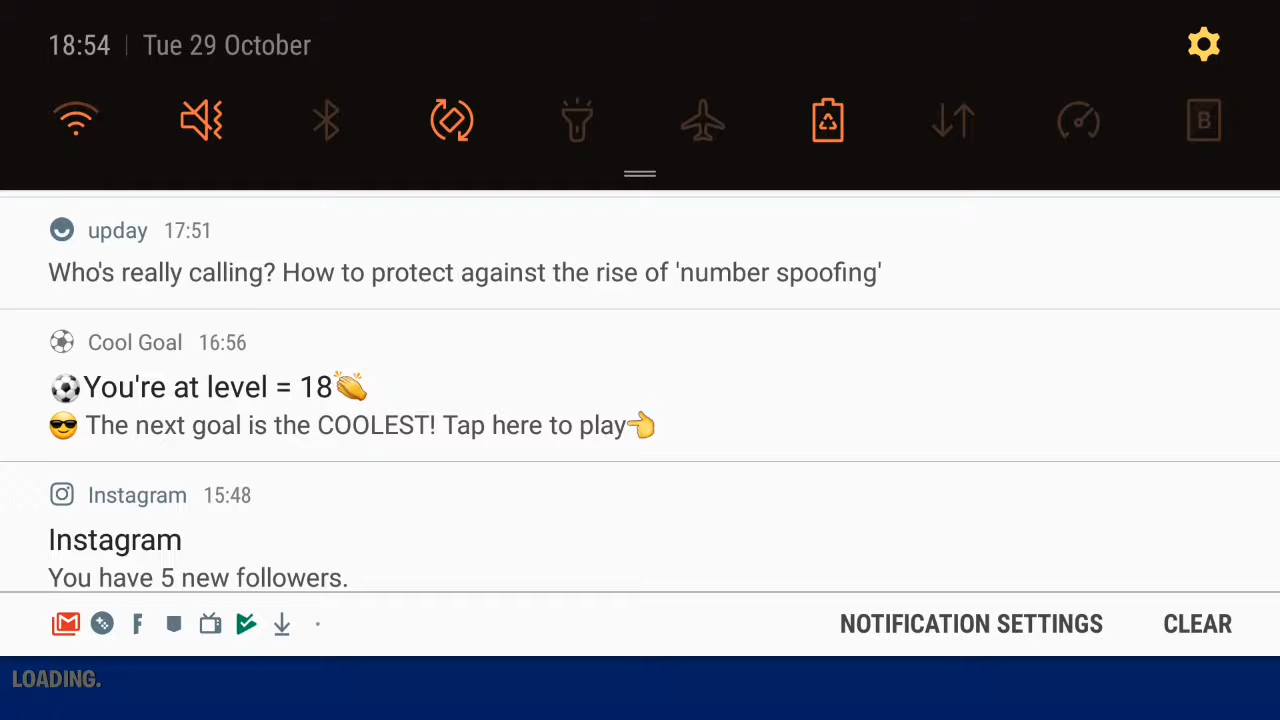 18:54 | Tue 29 October
B
upday 17:51
Who's really calling? How to protect against the rise of 'number spoofing'
Cool Goal 16:56
⚽You're at level = 18👏
😎 The next goal is the COOLEST! Tap here to play👈
Instagram 15:48
Instagram
You have 5 new followers.
NOTIFICATION SETTINGS CLEAR
LOADING.